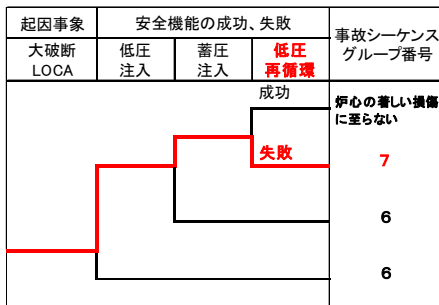 起因事象
安全機能の成功、失敗
事故シーケンス
グループ番号
大破断
LOCA
低圧
注入
蓄圧
注入
低圧
再循環
成功
炉心の著しい損傷
に至らない
失敗
7
6
6